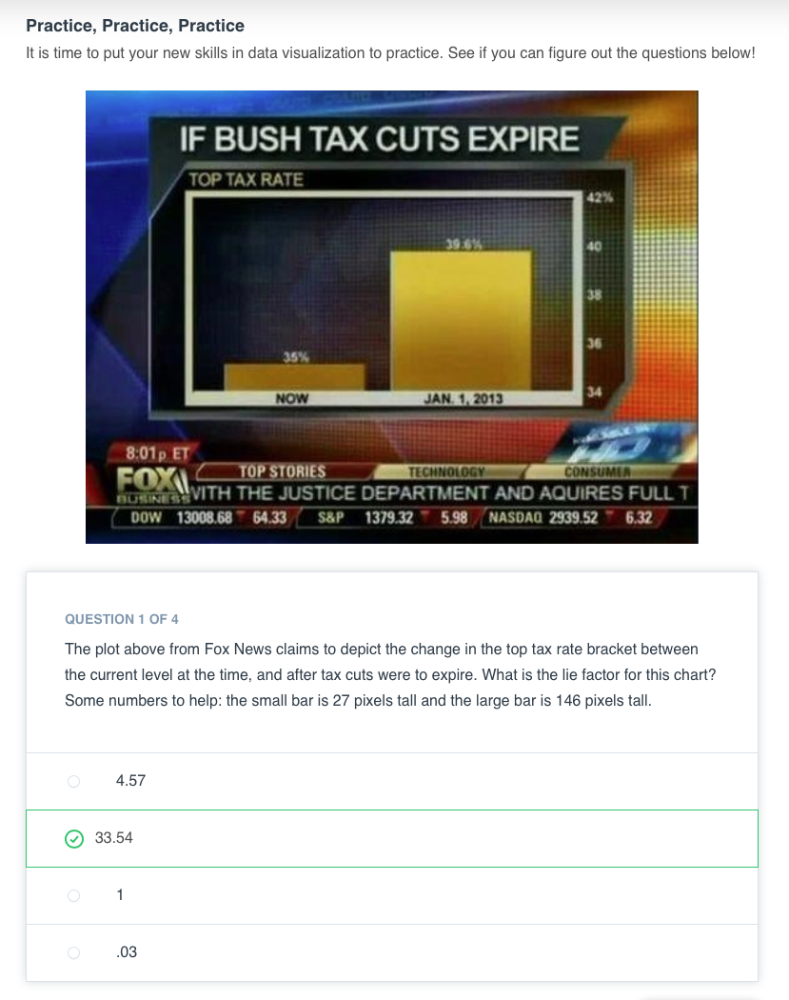 Practice, Practice, Practice
It is time to put your new skills in data visualization to practice. See if you can figure out the questions below!
IF BUSH TAX CUTS EXPIRE
TOP TAX RATE
42%
39.6%
40
38
36
35%
34
NOW
JAN. 1, 2013
8:01p ET
TOP STORIES
TECHNOLOGY
CONSUMER
FOX
BUSINESS
WITH THE JUSTICE DEPARTMENT AND AQUIRES FULL T
DOW 13008.68 64.33 S&P 1379.32 5.98 NASDAQ 2939.52 6.32
QUESTION 1 OF 4
The plot above from Fox News claims to depict the change in the top tax rate bracket between
the current level at the time, and after tax cuts were to expire. What is the lie factor for this chart?
Some numbers to help: the small bar is 27 pixels tall and the large bar is 146 pixels tall.
4.57
33.54
1
.03